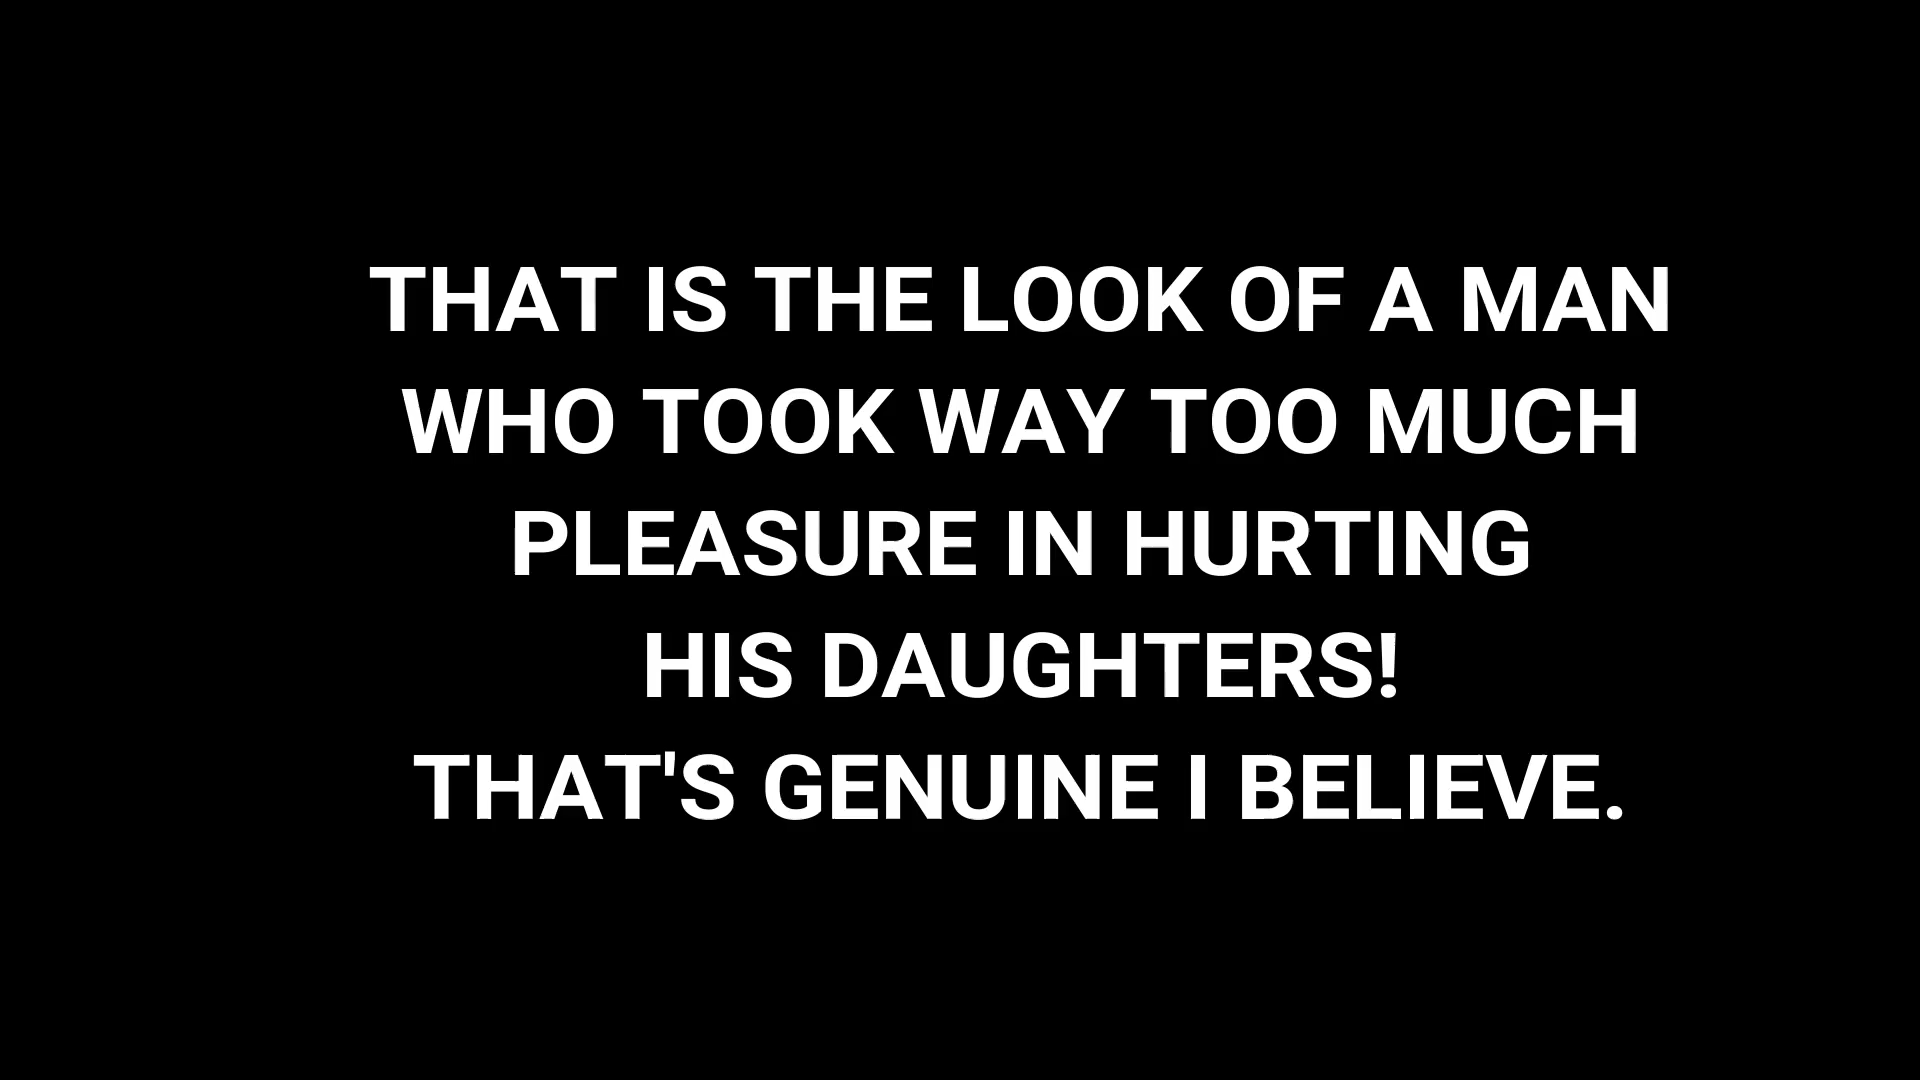 THAT IS THE LOOK OF A MAN
WHO TOOK WAY TOO MUCH
PLEASURE IN HURTING
HIS DAUGHTERS!
THAT'S GENUINE I BELIEVE.